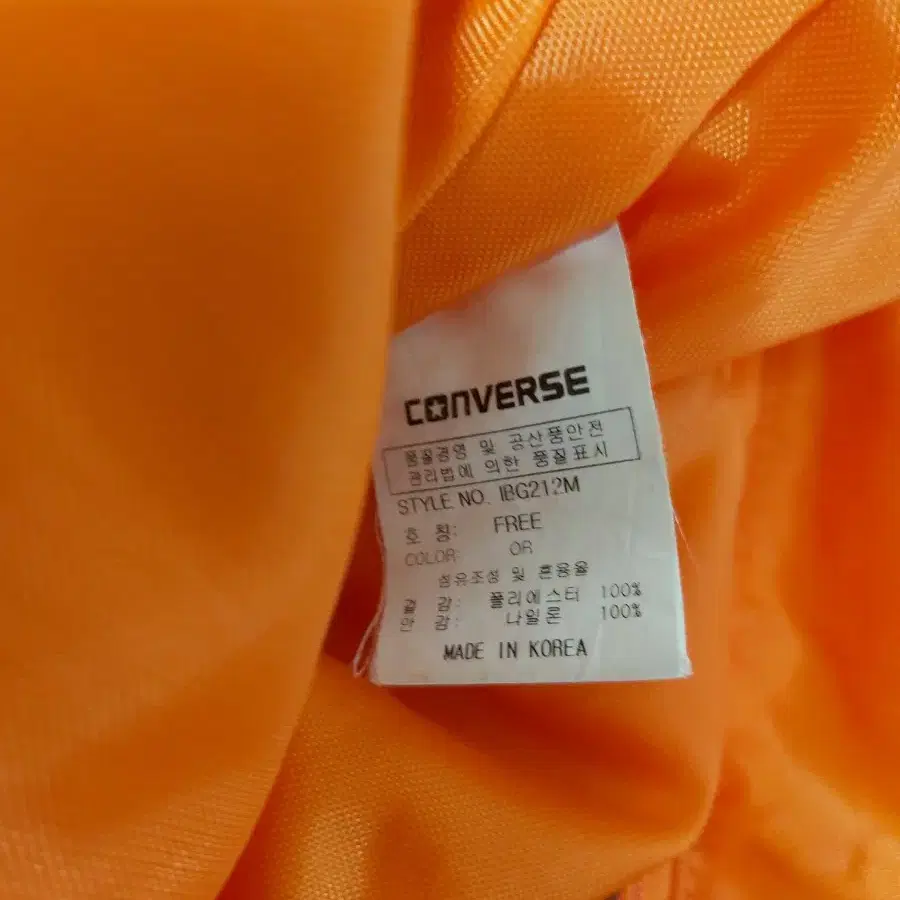 CONVERSE
품질경영 및 공산품안전
관리법에 의한 품질표시
STYLE NO. IBG212M
호 칭: FREE
COLOR: OR
섬유조성 및 혼용율
겉 감: 폴리에스터 100%
안 감: 나일론 100%
MADE IN KOREA